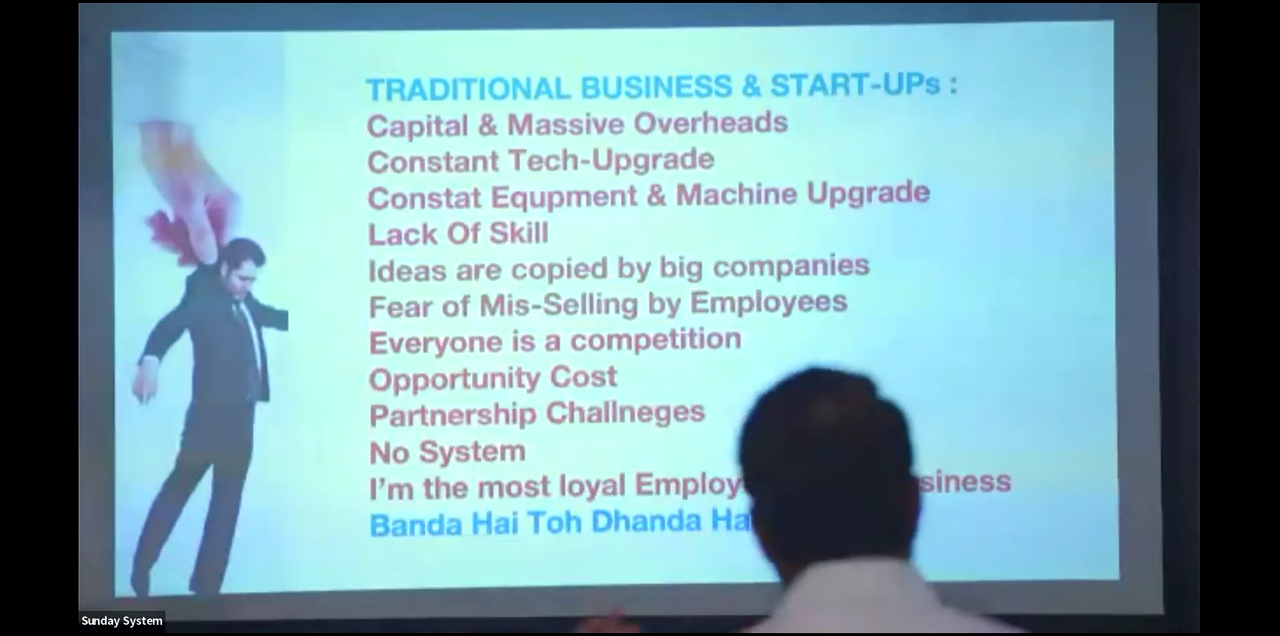 TRADITIONAL BUSINESS & START-UPs :
Capital & Massive Overheads
Constant Tech-Upgrade
Constat Equpment & Machine Upgrade
Lack Of Skill
Ideas are copied by big companies
Fear of Mis-Selling by Employees
Everyone is a competition
Opportunity Cost
Partnership Challneges
No System
I'm the most loyal
Banda Hai Toh Dhanda
Sunday System